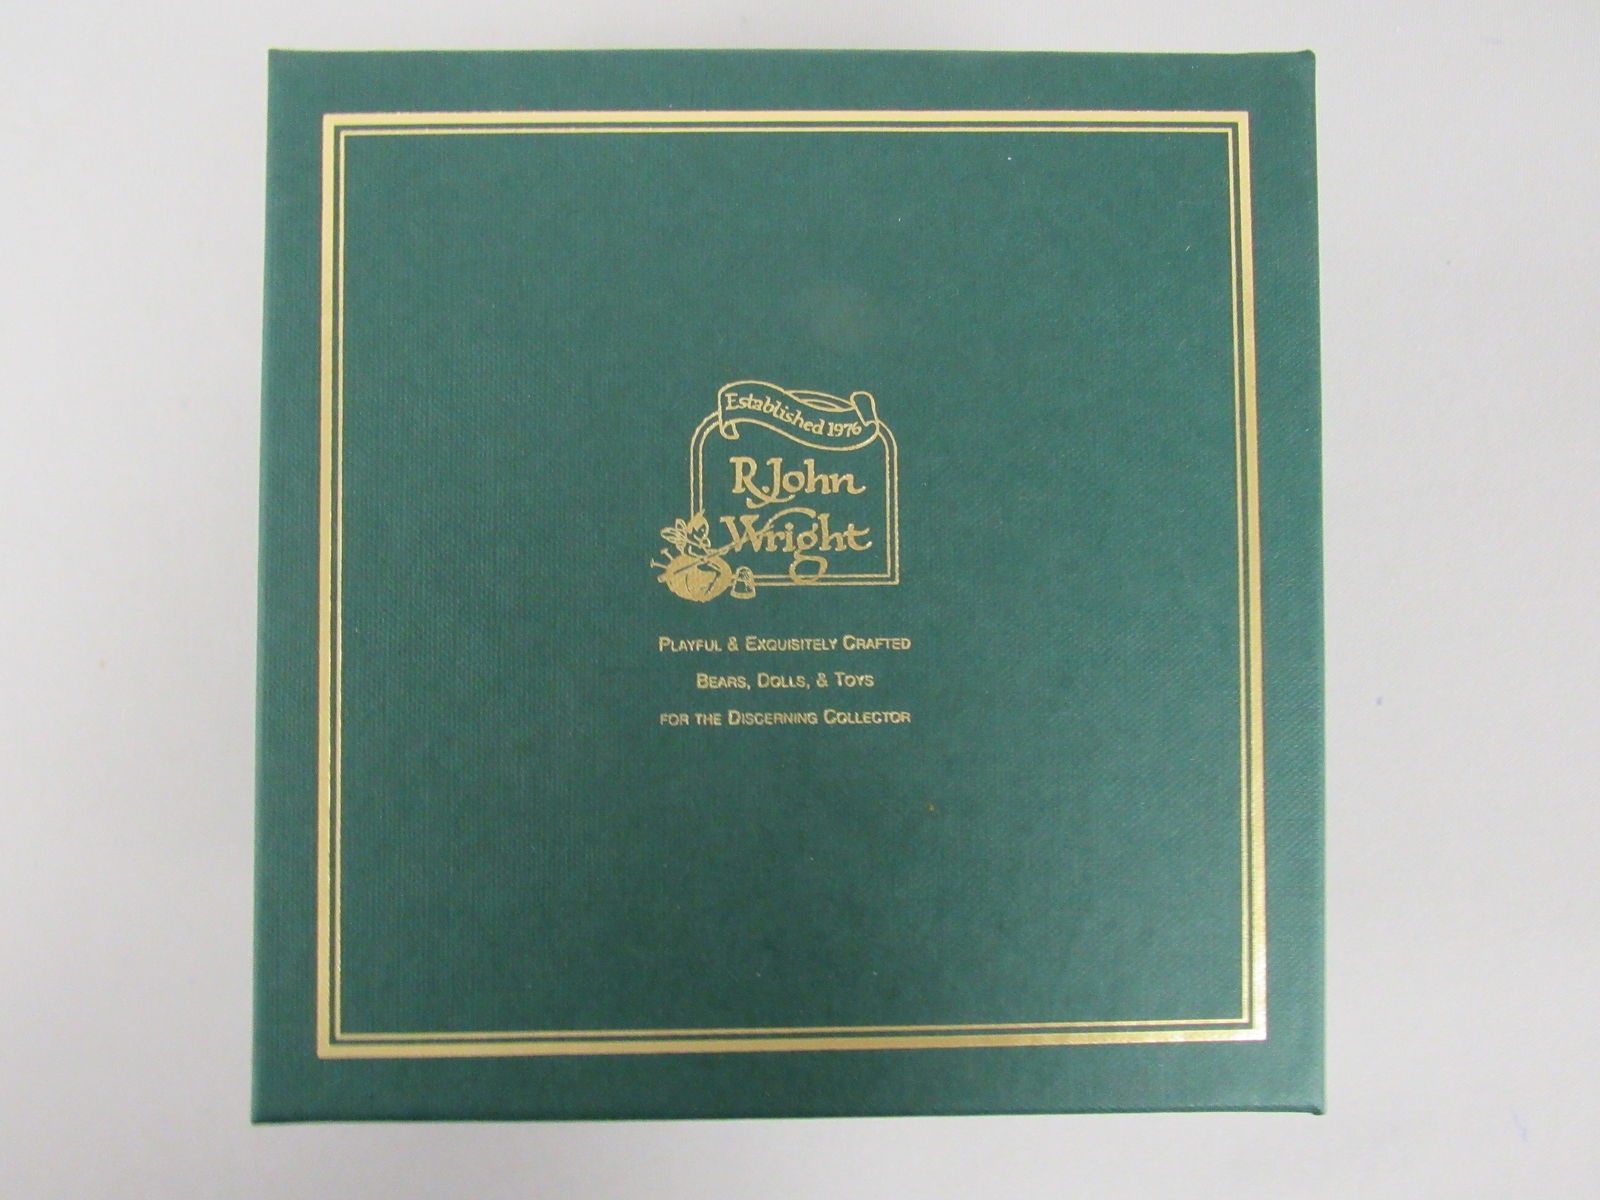 Established 1976
R. John
Wright
PLAYFUL & EXQUISITELY CRAFTED
BEARS, DOLLS, & TOYS
FOR THE DISCERNING COLLECTOR